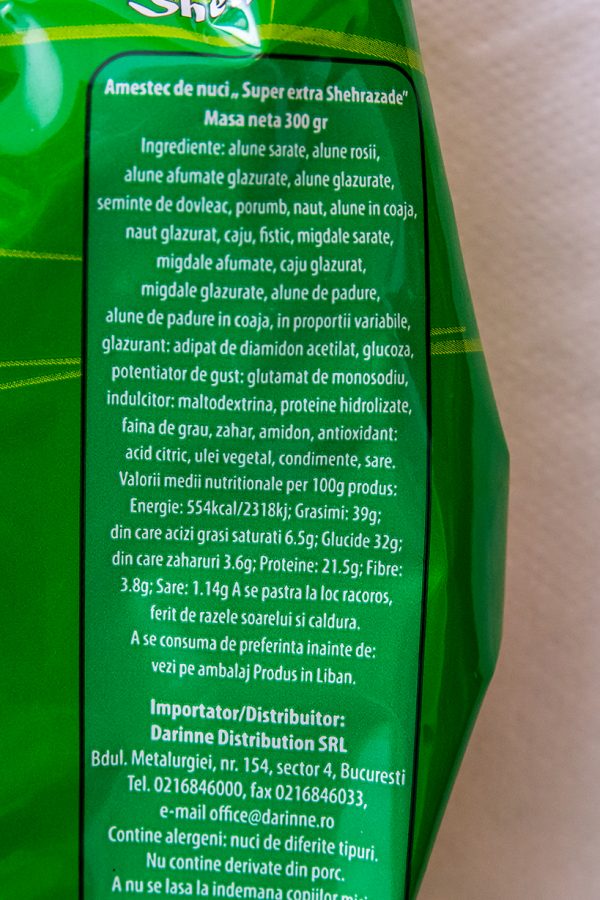 Amestec de nuci „ Super extra Shehrazade"
Masa neta 300 gr
Ingrediente: alune sarate, alune rosii,
alune afumate glazurate, alune glazurate,
seminte de dovleac, porumb, naut, alune in coaja,
naut glazurat, caju, fistic, migdale sarate,
migdale afumate, caju glazurat,
migdale glazurate, alune de padure,
alune de padure in coaja, in proportii variabile,
glazurant: adipat de diamidon acetilat, glucoza,
potentiator de gust: glutamat de monosodiu,
indulcitor: maltodextrina, proteine hidrolizate,
faina de grau, zahar, amidon, antioxidant:
acid citric, ulei vegetal, condimente, sare.
Valorii medii nutritionale per 100g produs:
Energie: 554kcal/2318kj; Grasimi: 39g;
din care acizi grasi saturati 6.5g; Glucide 32g;
din care zaharuri 3.6g; Proteine: 21.5g; Fibre:
3.8g; Sare: 1.14g A se pastra la loc racoros,
ferit de razele soarelui si caldura.
A se consuma de preferinta inainte de:
vezi pe ambalaj Produs in Liban.
Importator/Distribuitor:
Darinne Distribution SRL
Bdul. Metalurgiei, nr. 154, sector 4, Bucuresti
Tel. 0216846000, fax 0216846033,
e-mail office@darinne.ro
Contine alergeni: nuci de diferite tipuri.
Nu contine derivate din porc.
A nu se lasa la indemana copiilor